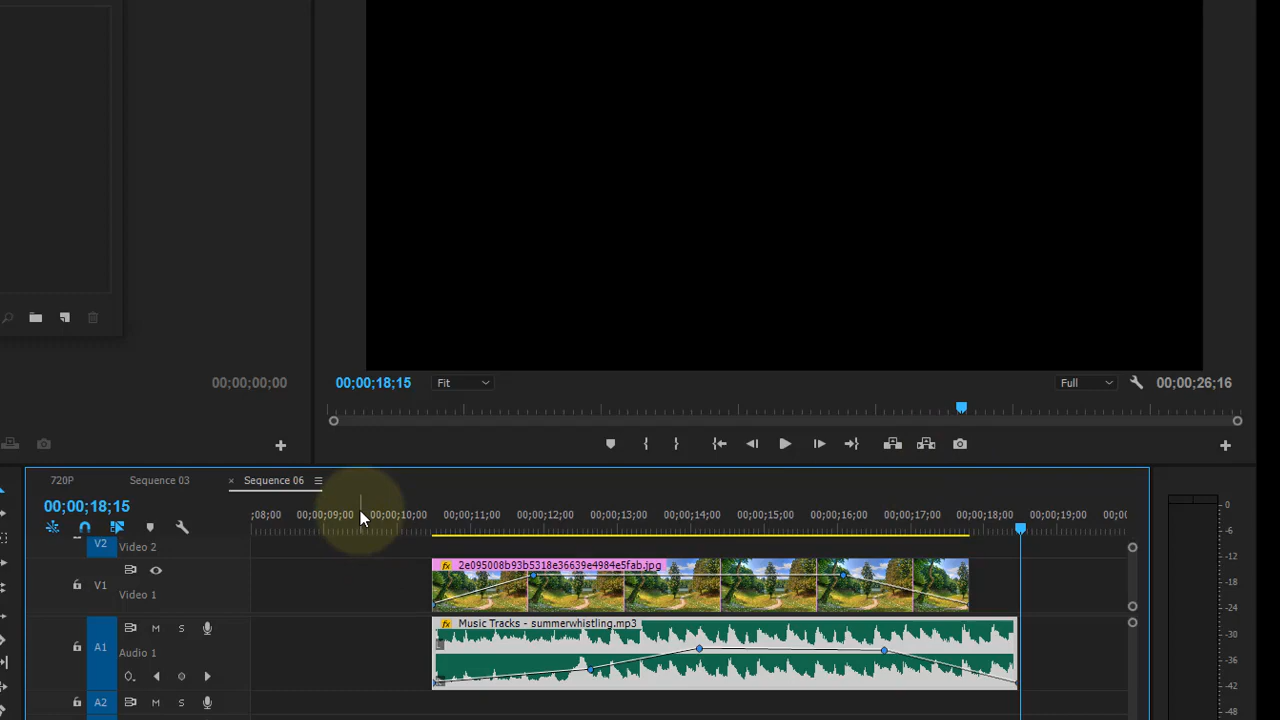 00;00;00;00
00;00;18;15
Fit
Full
00;00;26;16
720P
Sequence 03
× Sequence 06
00;00;18;15
;08;00 00;00;09;00 00;00;10;00 00;00;11;00 00;00;12;00 00;00;13;00 00;00;14;00 00;00;15;00 00;00;16;00 00;00;17;00 00;00;18;00 00;00;19;00 00;0
V2 Video 2
fx 2e095008b93b5318e36639e4984e5fab.jpg
V1
Video 1
fx Music Tracks - summerwhistling.mp3
M S
A1
Audio 1
L
A2 M S
0
-6
-12
-18
-24
-30
-36
-42
-48